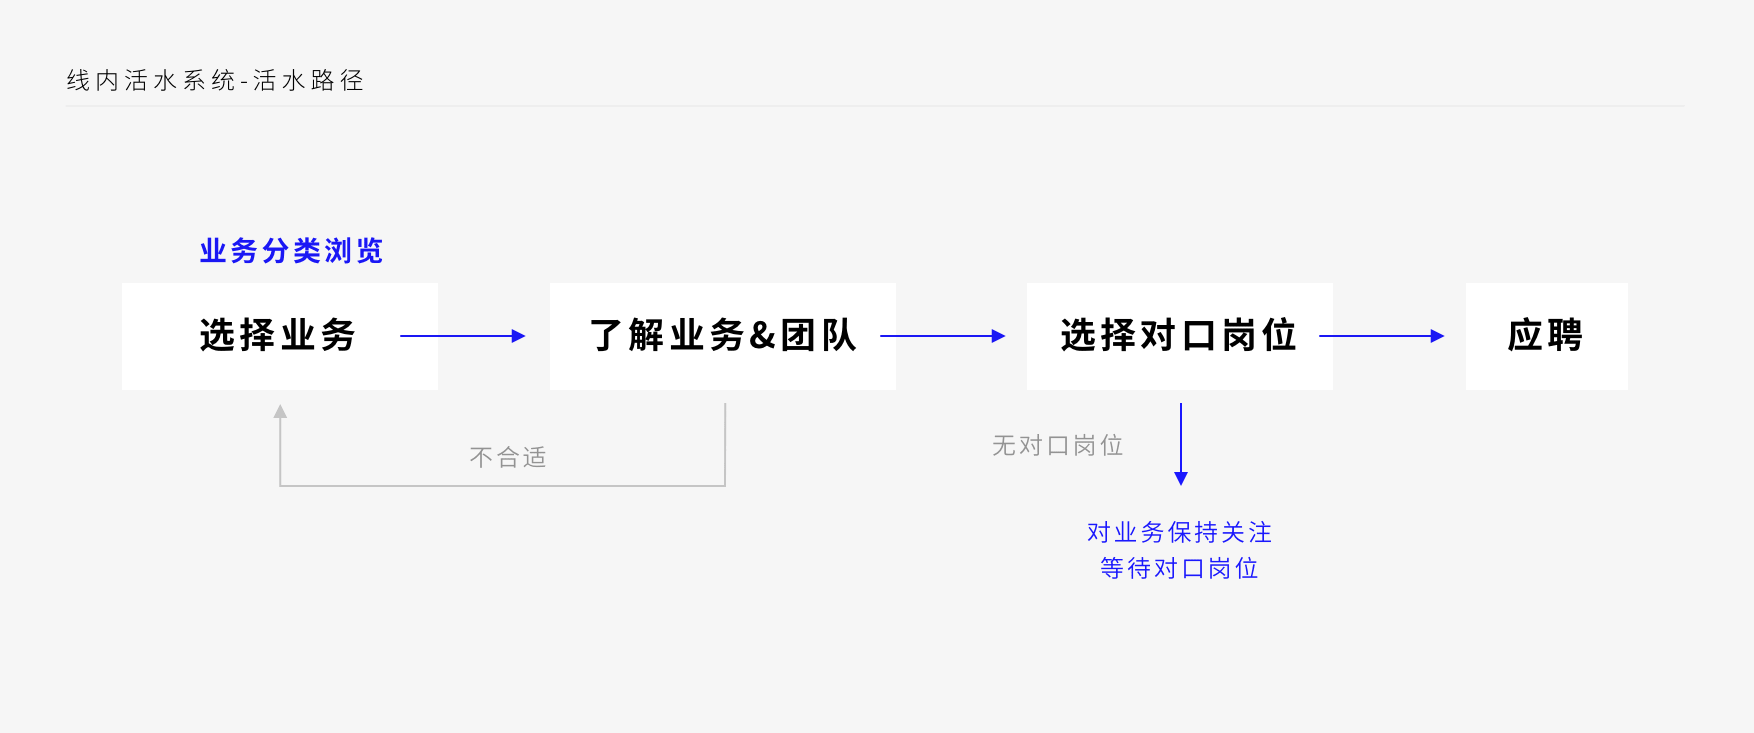 线内活水系统-活水路径
业务分类浏览
选择业务
了解业务&团队
选择对口岗位
应聘
不合适
无对口岗位
对业务保持关注
等待对口岗位